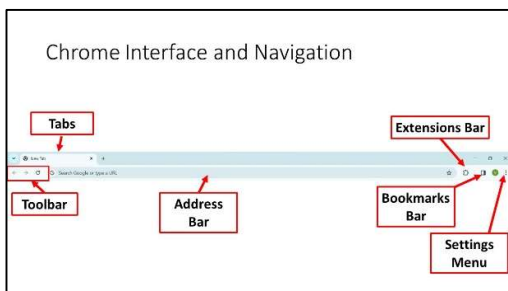 Chrome Interface and Navigation
Tabs
Extensions Bar
New Tab
Search Google or type a URL
Toolbar
Address
Bar
Bookmarks
Bar
Settings
Menu